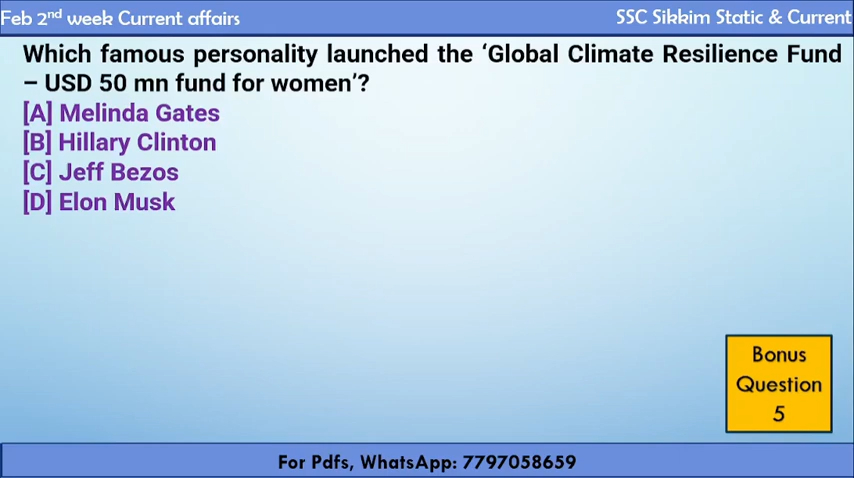 Feb 2nd week Current affairs
SSC Sikkim Static & Current
Which famous personality launched the ‘Global Climate Resilience Fund
– USD 50 mn fund for women’?
[A] Melinda Gates
[B] Hillary Clinton
[C] Jeff Bezos
[D] Elon Musk
Bonus
Question
5
For Pdfs, WhatsApp: 7797058659